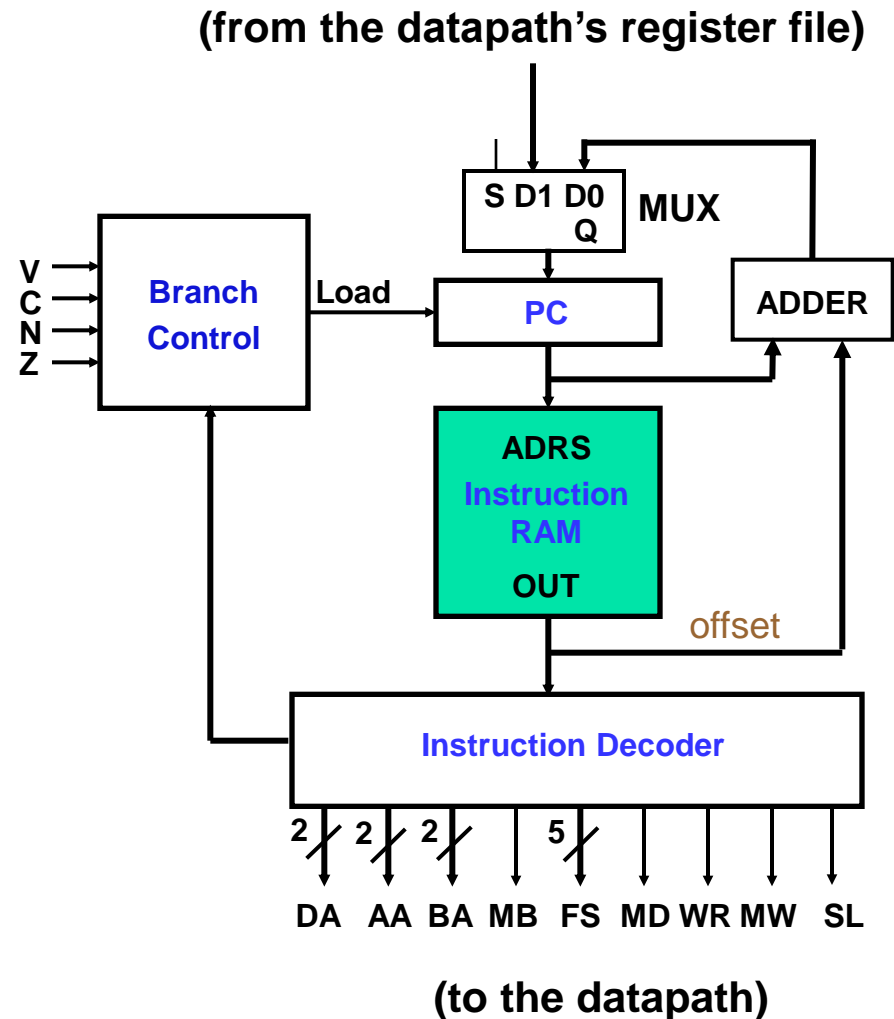 (from the datapath’s register file)
S D1 D0
Q
MUX
V
C
N
Z
Branch
Control
Load
PC
ADDER
ADRS
Instruction
RAM
OUT
offset
Instruction Decoder
2 2 2 5
DA AA BA MB FS MD WR MW SL
(to the datapath)